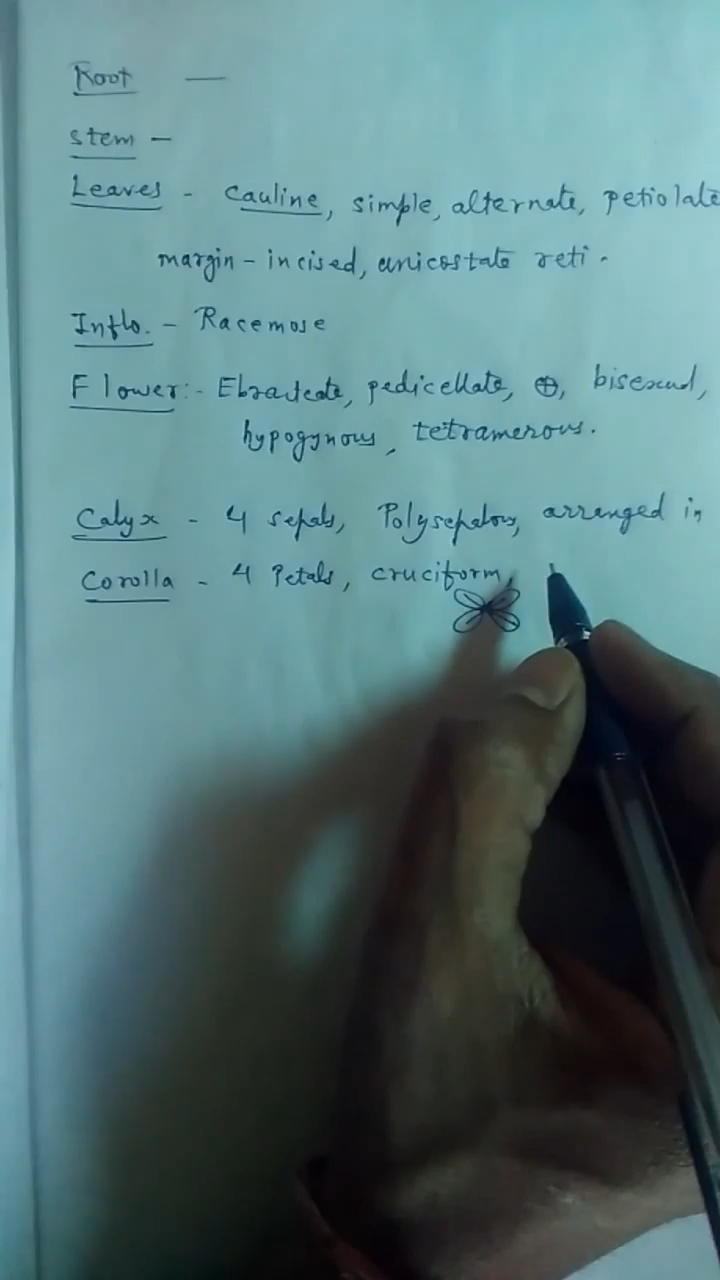 Root —
Stem —
Leaves - cauline, simple, alternate, petiolate
margin - incised, unicostate reti.
Inflo. - Racemose
Flower:- Ebracteate, pedicellate, ⊕, bisexual,
hypogynous, tetramerous.
Calyx - 4 sepals, Polysepalous, arranged in
Corolla - 4 Petals, cruciform,